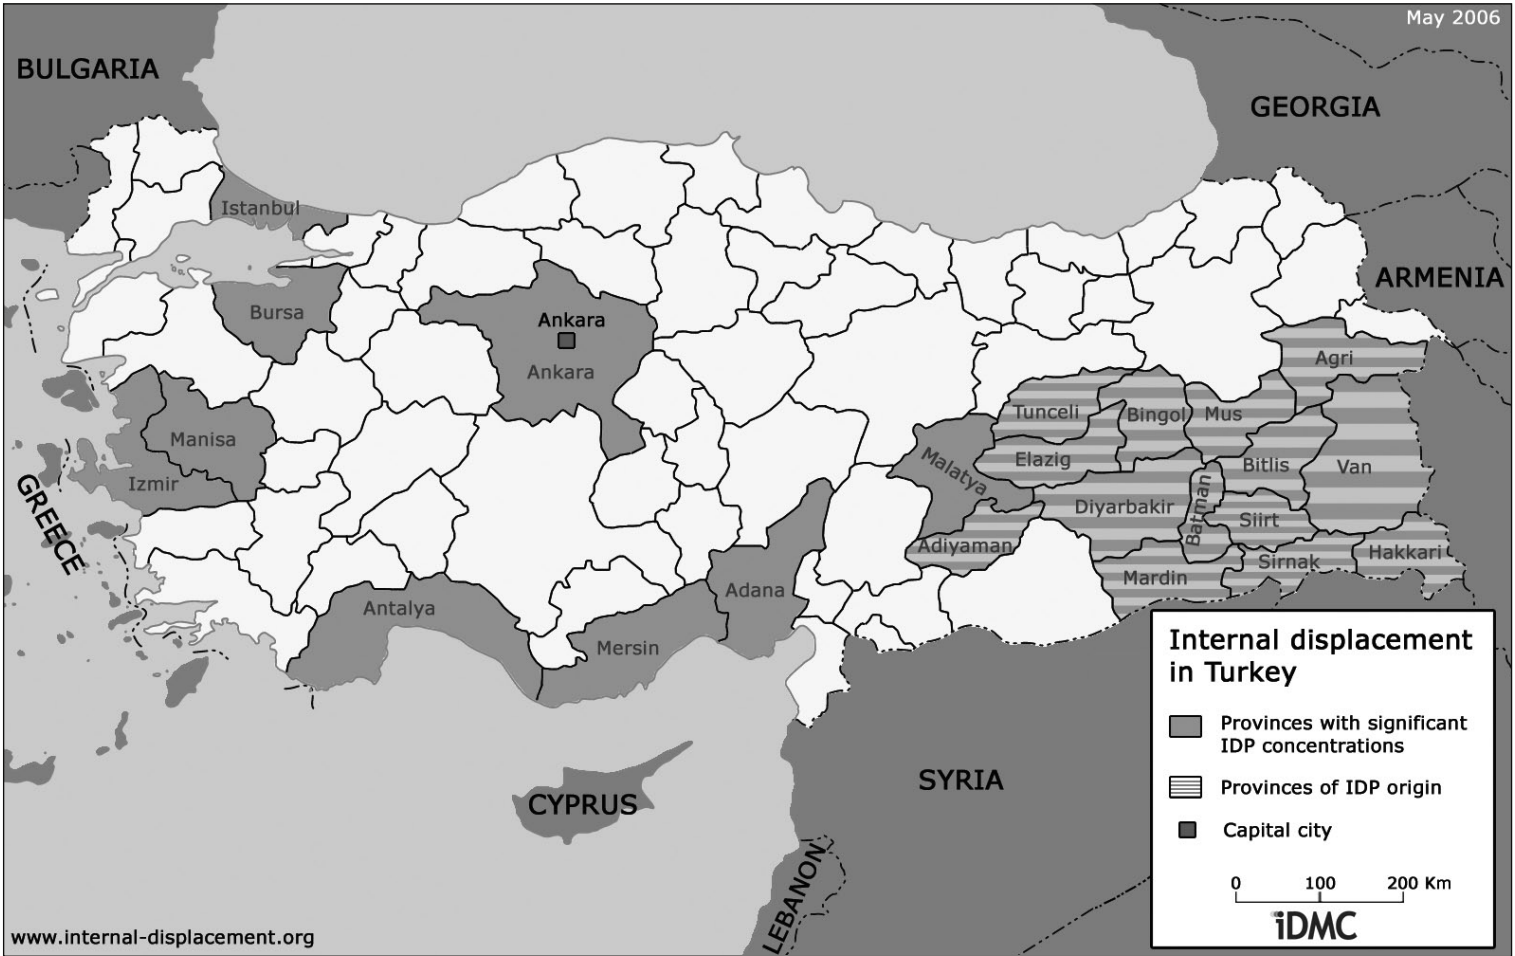 May 2006
BULGARIA
GEORGIA
ARMENIA
GREECE
CYPRUS
SYRIA
LEBANON
Istanbul
Bursa
Ankara
Ankara
Manisa
Izmir
Antalya
Mersin
Adana
Malatya
Adiyaman
Tunceli
Elazig
Bingol
Mus
Agri
Bitlis
Van
Diyarbakir
Batman
Siirt
Mardin
Sirnak
Hakkari
Internal displacement
in Turkey
Provinces with significant
IDP concentrations
Provinces of IDP origin
Capital city
0 100 200 Km
iDMC
www.internal-displacement.org